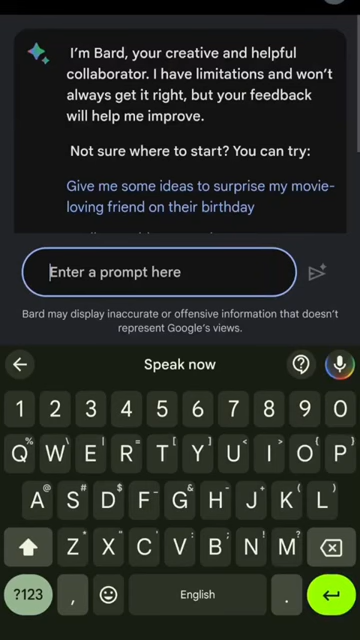 I'm Bard, your creative and helpful
collaborator. I have limitations and won't
always get it right, but your feedback
will help me improve.
Not sure where to start? You can try:
Give me some ideas to surprise my movie-
loving friend on their birthday
Enter a prompt here
Bard may display inaccurate or offensive information that doesn't
represent Google's views.
Speak now
1 2 3 4 5 6 7 8 9 0
Q % W \ E | R = T [ Y ] U < I > O { P }
A @ S # D $ F _ G & H - J + K ( L )
Z * X " C ' V : B ; N ! M ?
?123 , English .